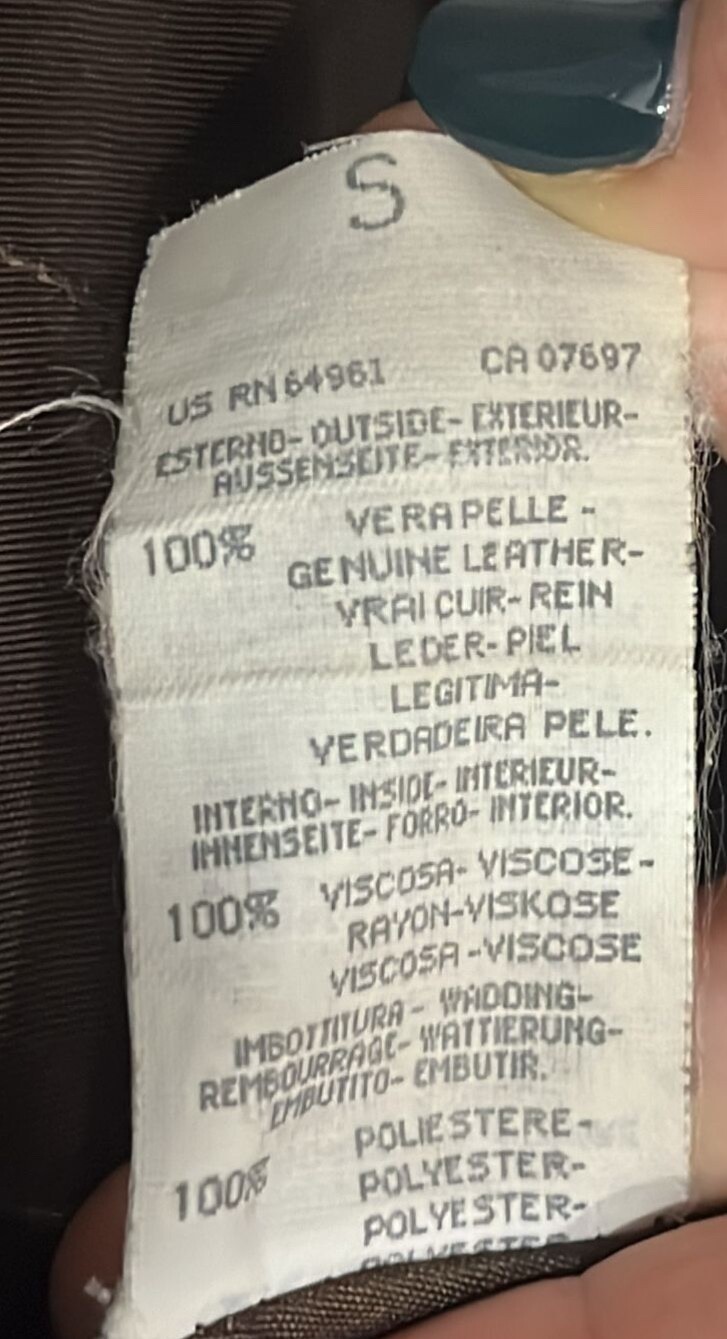 S
US RN 64961 CA 07697
ESTERNO- OUTSIDE- EXTERIEUR-
AUSSENSEITE- EXTERIOR.
100% VERA PELLE -
GENUINE LEATHER-
VRAI CUIR- REIN
LEDER- PIEL
LEGITIMA-
VERDADEIRA PELE.
INTERNO- INSIDE- INTERIEUR-
INNENSEITE- FORRO- INTERIOR.
100% VISCOSA- VISCOSE-
RAYON-VISKOSE
VISCOSA -VISCOSE
IMBOTTITURA- WADDING-
REMBOURRAGE- WATTIERUNG-
EMBUTITO- EMBUTIR.
100% POLIESTERE-
POLYESTER-
POLYESTER-